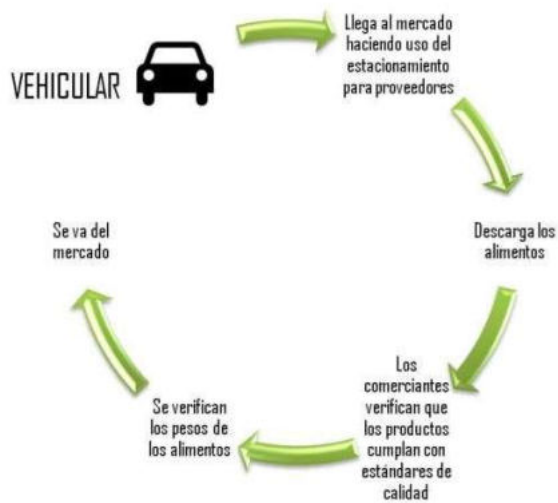 VEHICULAR
Llega al mercado
haciendo uso del
estacionamiento
para proveedores
Descarga los
alimentos
Los
comerciantes
verifican que
los productos
cumplan con
estándares de
calidad
Se verifican
los pesos de
los alimentos
Se va del
mercado